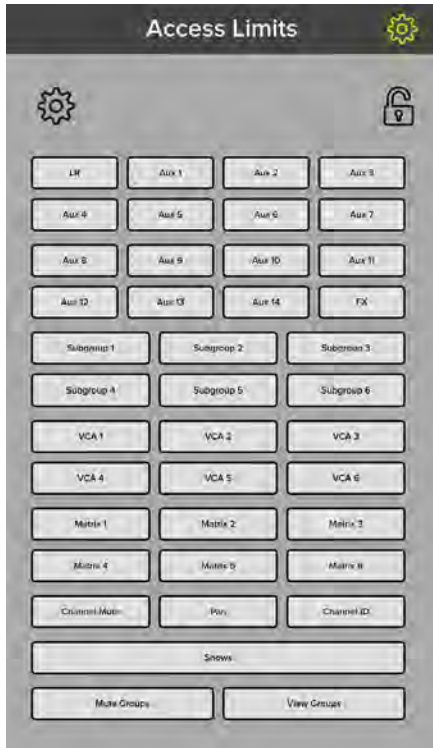 Access Limits
LR Aux 1 Aux 2 Aux 3
Aux 4 Aux 5 Aux 6 Aux 7
Aux 8 Aux 9 Aux 10 Aux 11
Aux 12 Aux 13 Aux 14 FX
Subgroup 1 Subgroup 2 Subgroup 3
Subgroup 4 Subgroup 5 Subgroup 6
VCA 1 VCA 2 VCA 3
VCA 4 VCA 5 VCA 6
Matrix 1 Matrix 2 Matrix 3
Matrix 4 Matrix 5 Matrix 6
Channel Mute Pan Channel ID
Shows
Mute Groups View Groups